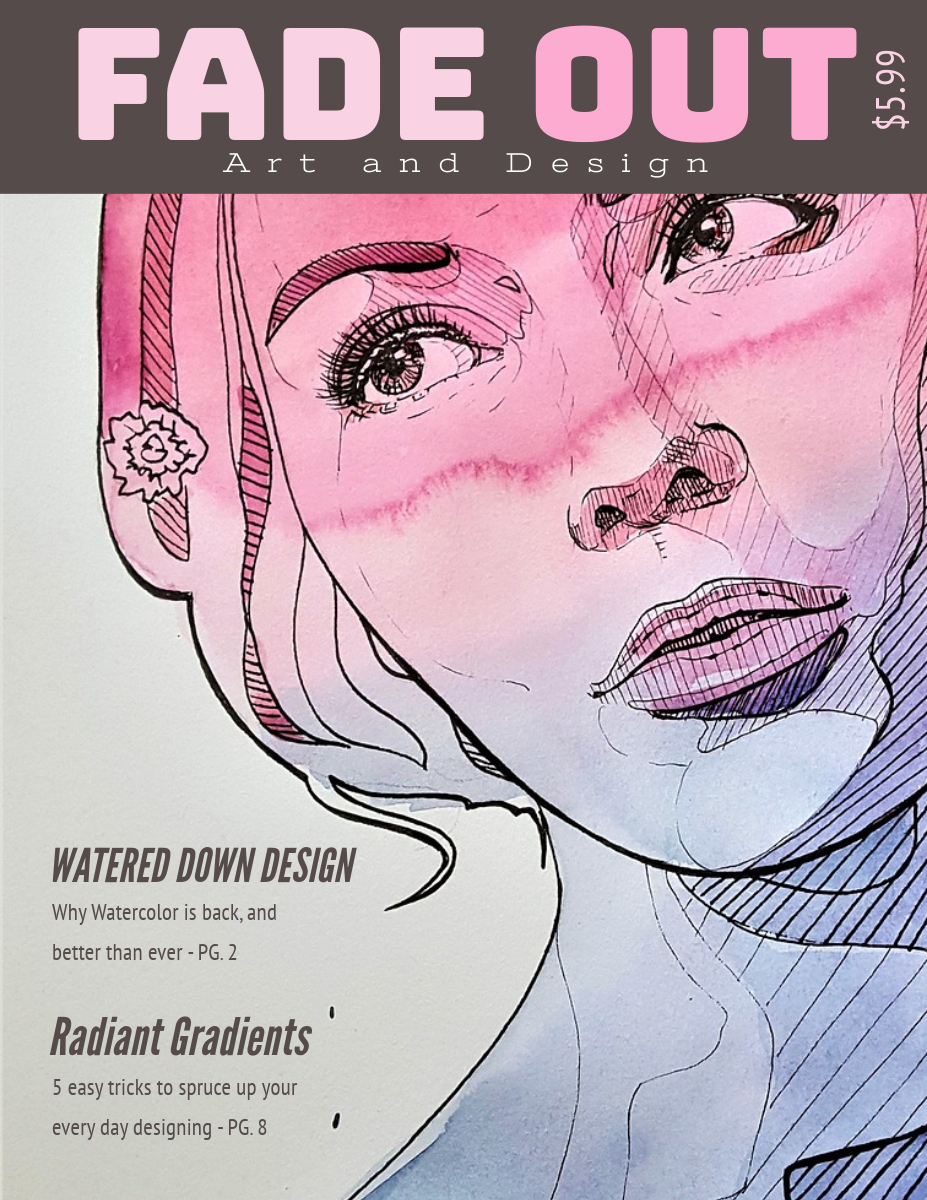 FADE OUT
$5.99
Art and Design
WATERED DOWN DESIGN
Why Watercolor is back, and
better than ever - PG. 2
Radiant Gradients
5 easy tricks to spruce up your
every day designing - PG. 8